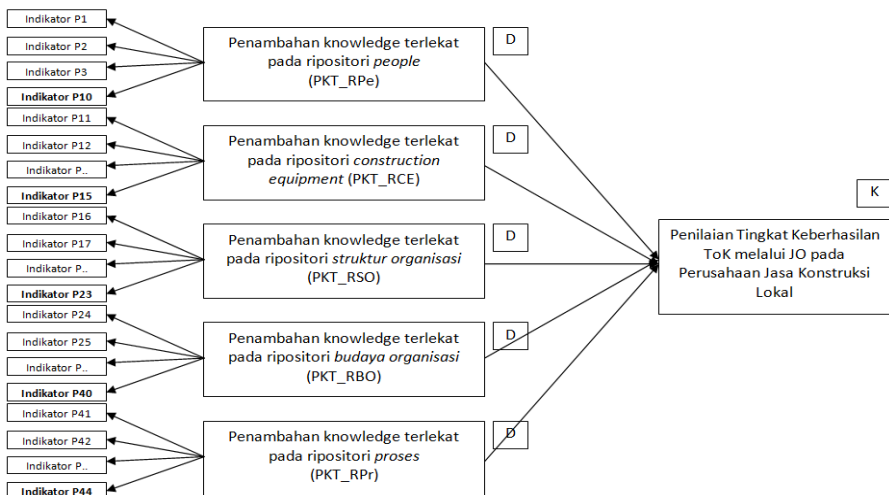 Indikator P1
Indikator P2
Indikator P3
Indikator P10
Indikator P11
Indikator P12
Indikator P..
Indikator P15
Indikator P16
Indikator P17
Indikator P..
Indikator P23
Indikator P24
Indikator P25
Indikator P..
Indikator P40
Indikator P41
Indikator P42
Indikator P..
Indikator P44
Penambahan knowledge terlekat
pada ripositori people
(PKT_RPe)
D
Penambahan knowledge terlekat
pada ripositori construction
equipment (PKT_RCE)
D
Penambahan knowledge terlekat
pada ripositori struktur organisasi
(PKT_RSO)
D
Penambahan knowledge terlekat
pada ripositori budaya organisasi
(PKT_RBO)
D
Penambahan knowledge terlekat
pada ripositori proses
(PKT_RPr)
D
K
Penilaian Tingkat Keberhasilan
ToK melalui JO pada
Perusahaan Jasa Konstruksi
Lokal